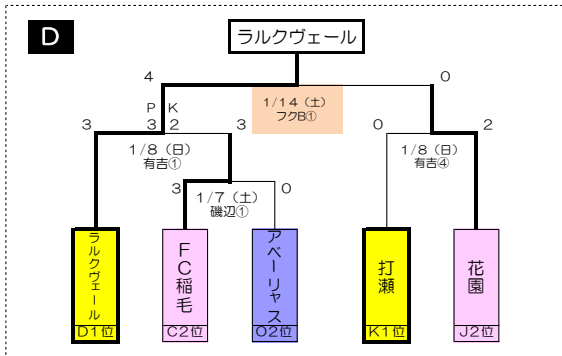 D
ラルクヴェール
4
0
1/14（土）
フクB①
P K
3
3 2
3
0
2
1/8（日）
有吉①
1/8（日）
有吉④
3
0
1/7（土）
磯辺①
ラルクヴェール
FC稲毛
アベーリャス
打瀬
花園
D1位
C2位
O2位
K1位
J2位